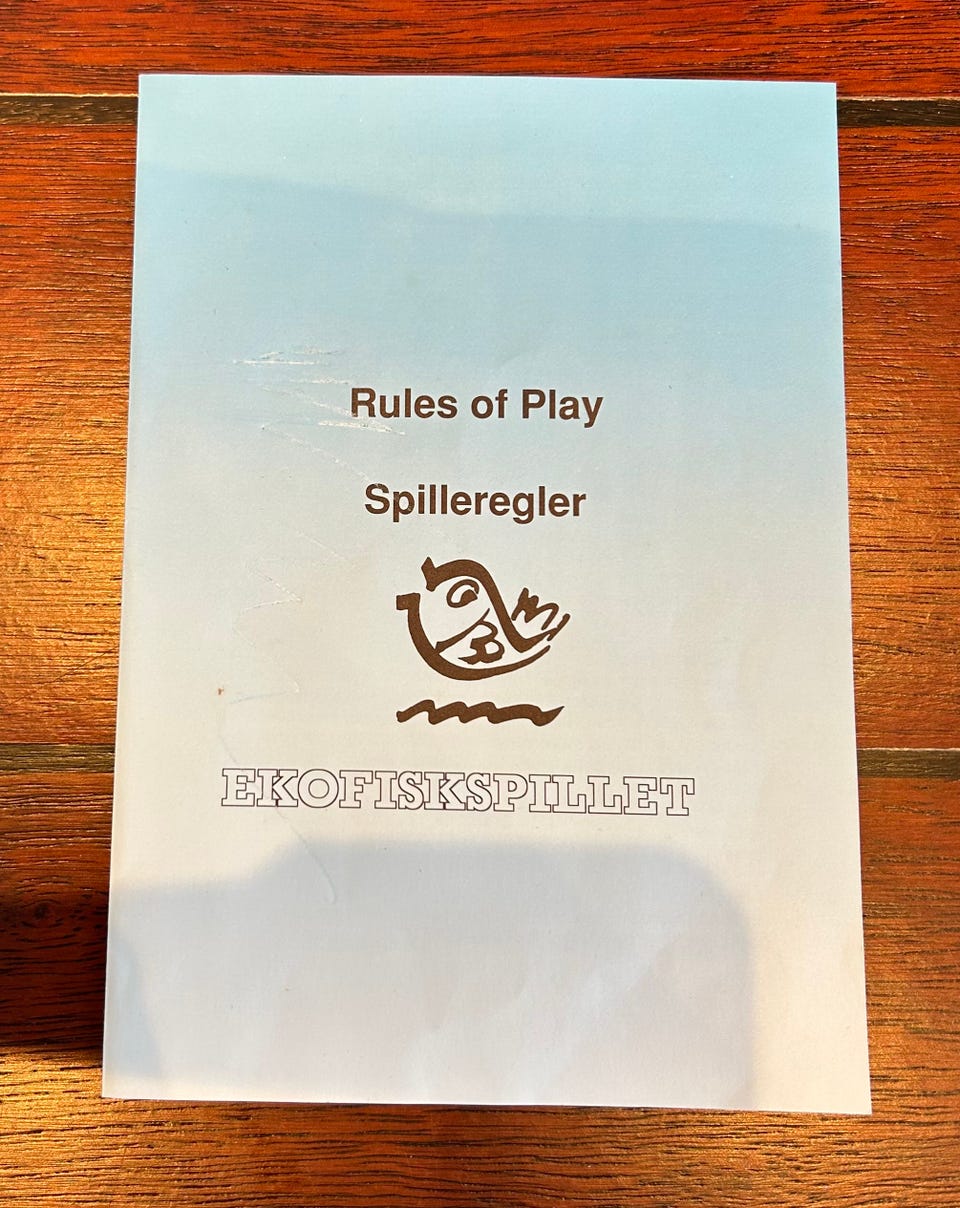 Rules of Play
Spilleregler
EKOFISKSPILLET